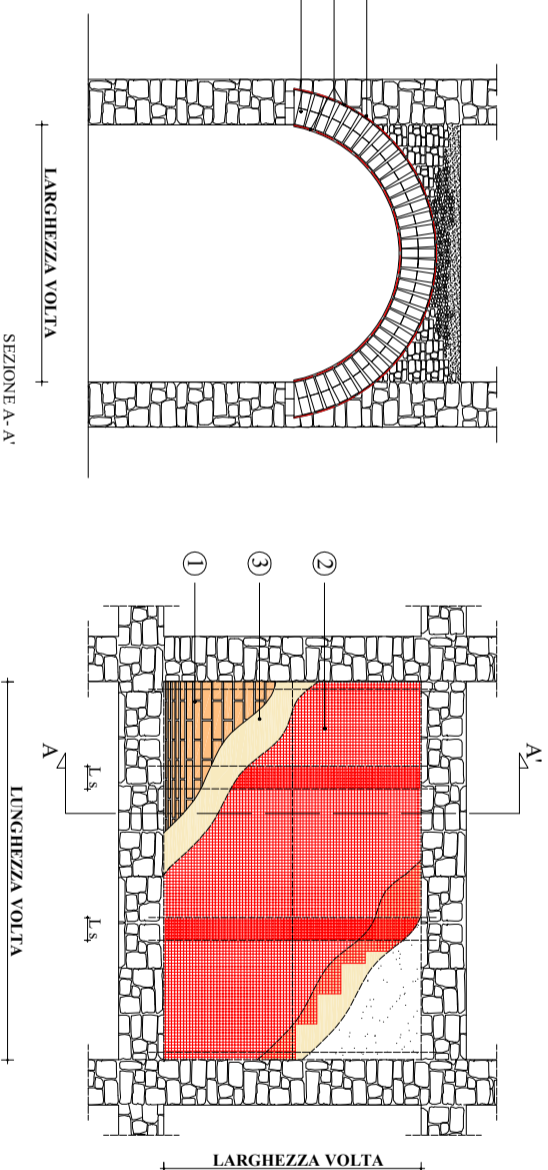 LARGHEZZA VOLTA
SEZIONE A- A'
1
3
2
A
A'
Ls
Ls
LUNGHEZZA VOLTA
LARGHEZZA VOLTA